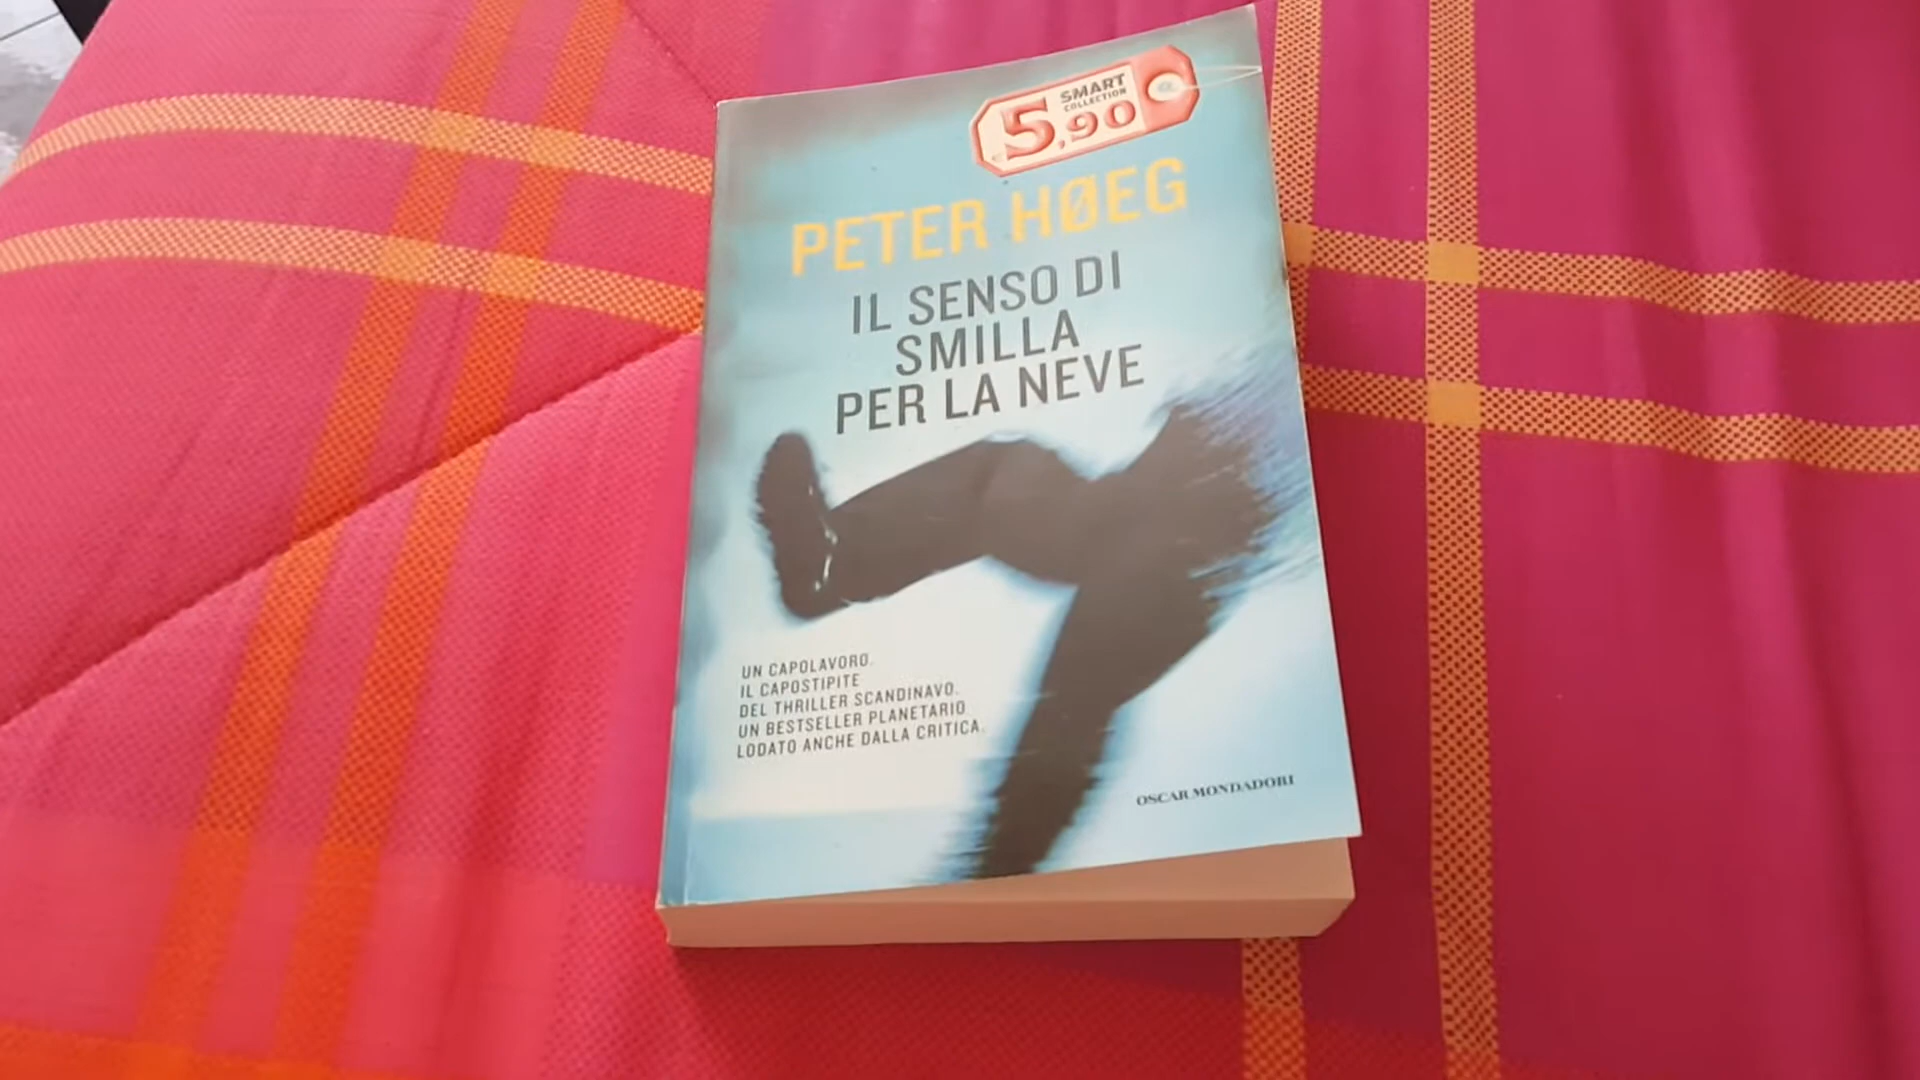 SMART
COLLECTION
€ 5,90
PETER HØEG
IL SENSO DI
SMILLA
PER LA NEVE
UN CAPOLAVORO.
IL CAPOSTIPITE
DEL THRILLER SCANDINAVO.
UN BESTSELLER PLANETARIO
LODATO ANCHE DALLA CRITICA.
OSCAR MONDADORI